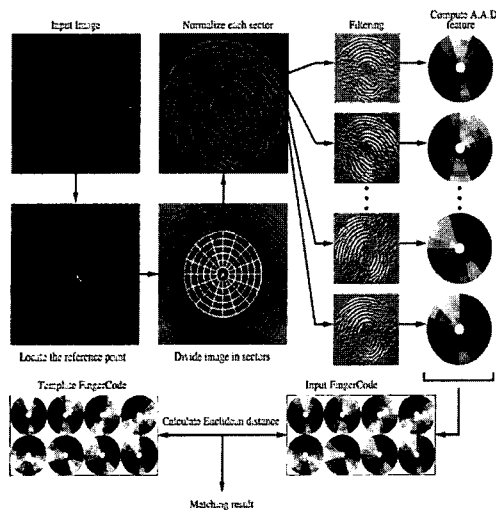 Input Image
Normalize each sector
Filtering
Compute A.A.D
feature
Locate the reference point
Divide image in sectors
Template FingerCode
Input FingerCode
Calculate Euclidean distance
Matching result